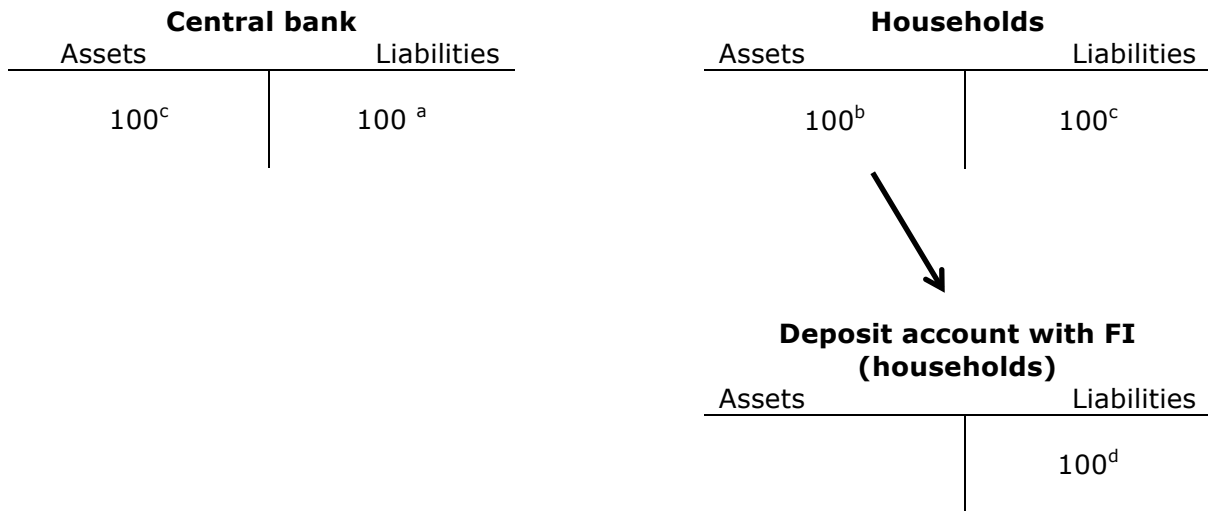 Central bank
Assets Liabilities
100ᶜ 100 ᵃ
Households
Assets Liabilities
100ᵇ 100ᶜ
Deposit account with FI
(households)
Assets Liabilities
100ᵈ